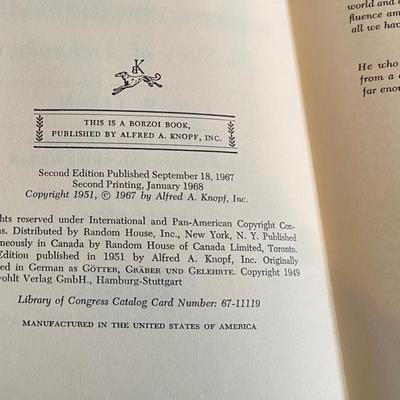 K
THIS IS A BORZOI BOOK,
PUBLISHED BY ALFRED A. KNOPF, INC.
Second Edition Published September 18, 1967
Second Printing, January 1968
Copyright 1951, © 1967 by Alfred A. Knopf, Inc.
hts reserved under International and Pan-American Copyright Con-
ns. Distributed by Random House, Inc., New York, N. Y. Published
neously in Canada by Random House of Canada Limited, Toronto.
Edition published in 1951 by Alfred A. Knopf, Inc. Originally
ed in German as GÖTTER, GRÄBER UND GELEHRTE. Copyright 1949
wohlt Verlag GmbH., Hamburg-Stuttgart
Library of Congress Catalog Card Number: 67-11119
MANUFACTURED IN THE UNITED STATES OF AMERICA
world and
fluence am
all we hav
He who
from a
far enou